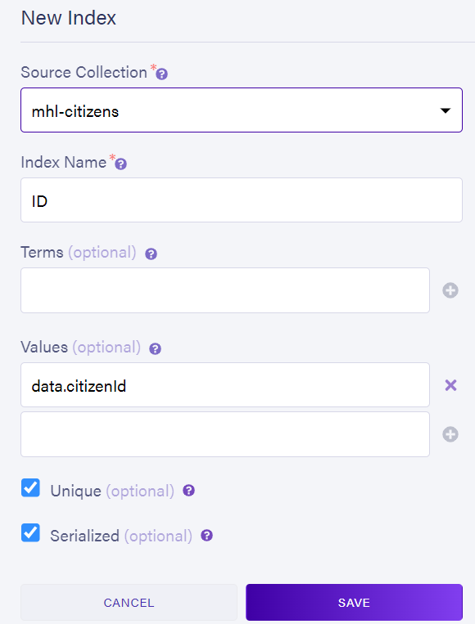 New Index
Source Collection *
mhl-citizens
Index Name *
ID
Terms (optional)
Values (optional)
data.citizenId
Unique (optional)
Serialized (optional)
CANCEL SAVE